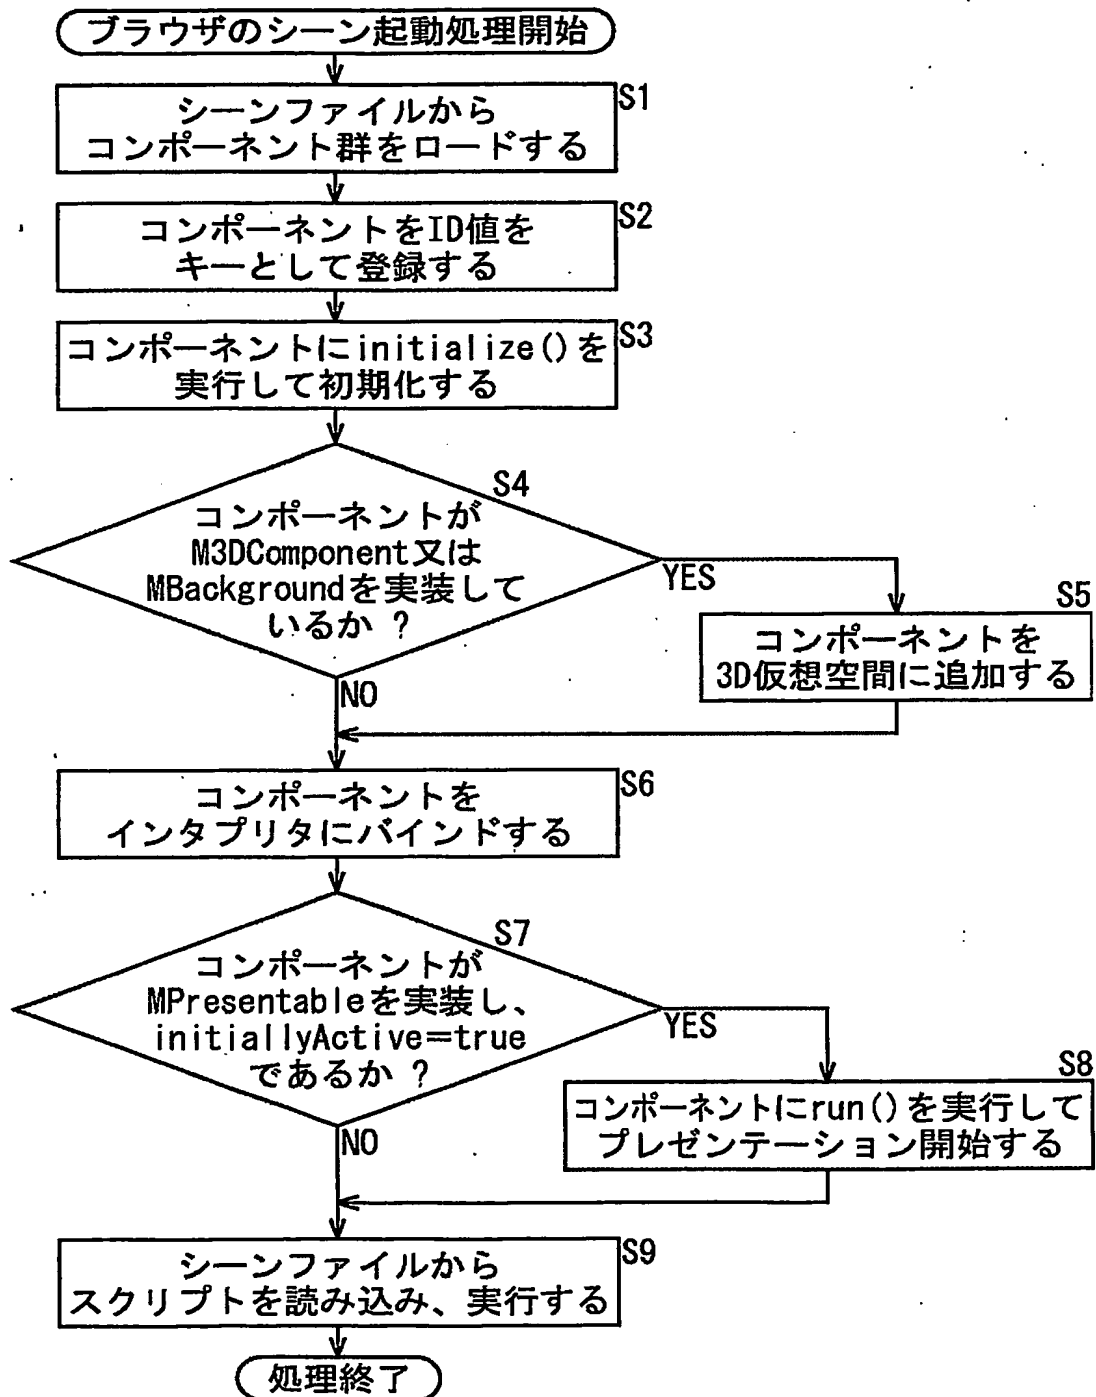 ブラウザのシーン起動処理開始
S1
シーンファイルから
コンポーネント群をロードする
S2
コンポーネントをID値を
キーとして登録する
S3
コンポーネントにinitialize()を
実行して初期化する
S4
コンポーネントが
M3DComponent又は
MBackgroundを実装して
いるか？
YES
NO
S5
コンポーネントを
3D仮想空間に追加する
S6
コンポーネントを
インタプリタにバインドする
S7
コンポーネントが
MPresentableを実装し、
initiallyActive=true
であるか？
YES
NO
S8
コンポーネントにrun()を実行して
プレゼンテーション開始する
S9
シーンファイルから
スクリプトを読み込み、実行する
処理終了